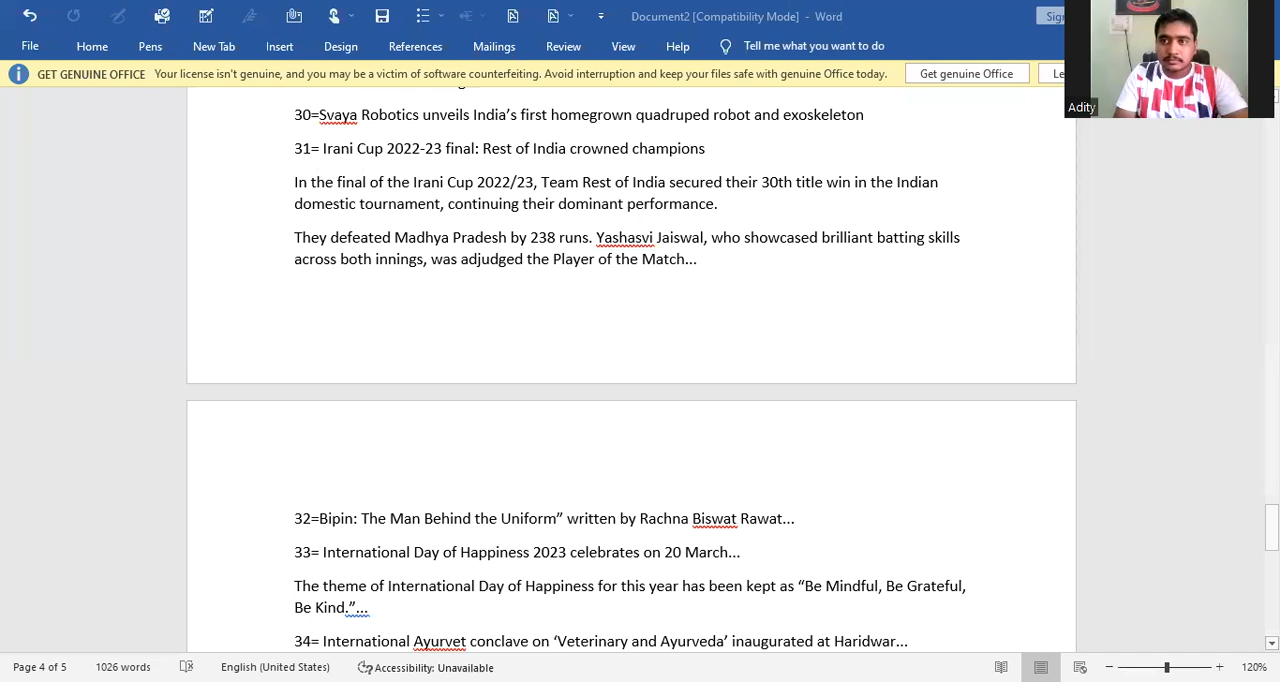 Document2 [Compatibility Mode] - Word
Sig
File Home Pens New Tab Insert Design References Mailings Review View Help Tell me what you want to do
GET GENUINE OFFICE Your license isn't genuine, and you may be a victim of software counterfeiting. Avoid interruption and keep your files safe with genuine Office today. Get genuine Office Le
Adity
30=Svaya Robotics unveils India’s first homegrown quadruped robot and exoskeleton
31= Irani Cup 2022-23 final: Rest of India crowned champions
In the final of the Irani Cup 2022/23, Team Rest of India secured their 30th title win in the Indian
domestic tournament, continuing their dominant performance.
They defeated Madhya Pradesh by 238 runs. Yashasvi Jaiswal, who showcased brilliant batting skills
across both innings, was adjudged the Player of the Match...
32=Bipin: The Man Behind the Uniform” written by Rachna Biswat Rawat...
33= International Day of Happiness 2023 celebrates on 20 March...
The theme of International Day of Happiness for this year has been kept as “Be Mindful, Be Grateful,
Be Kind.”...
34= International Ayurvet conclave on ‘Veterinary and Ayurveda’ inaugurated at Haridwar...
Page 4 of 5 1026 words English (United States) Accessibility: Unavailable 120%